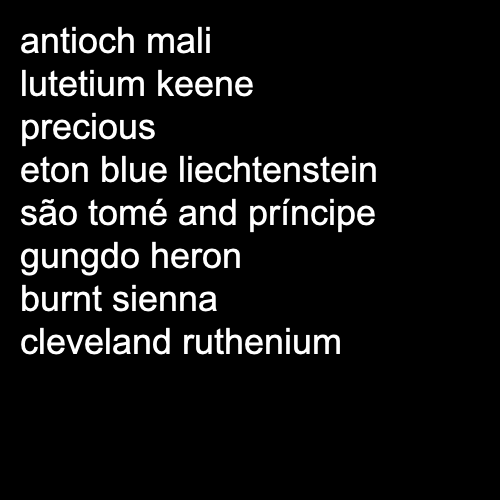 antioch mali
lutetium keene
precious
eton blue liechtenstein
são tomé and príncipe
gungdo heron
burnt sienna
cleveland ruthenium